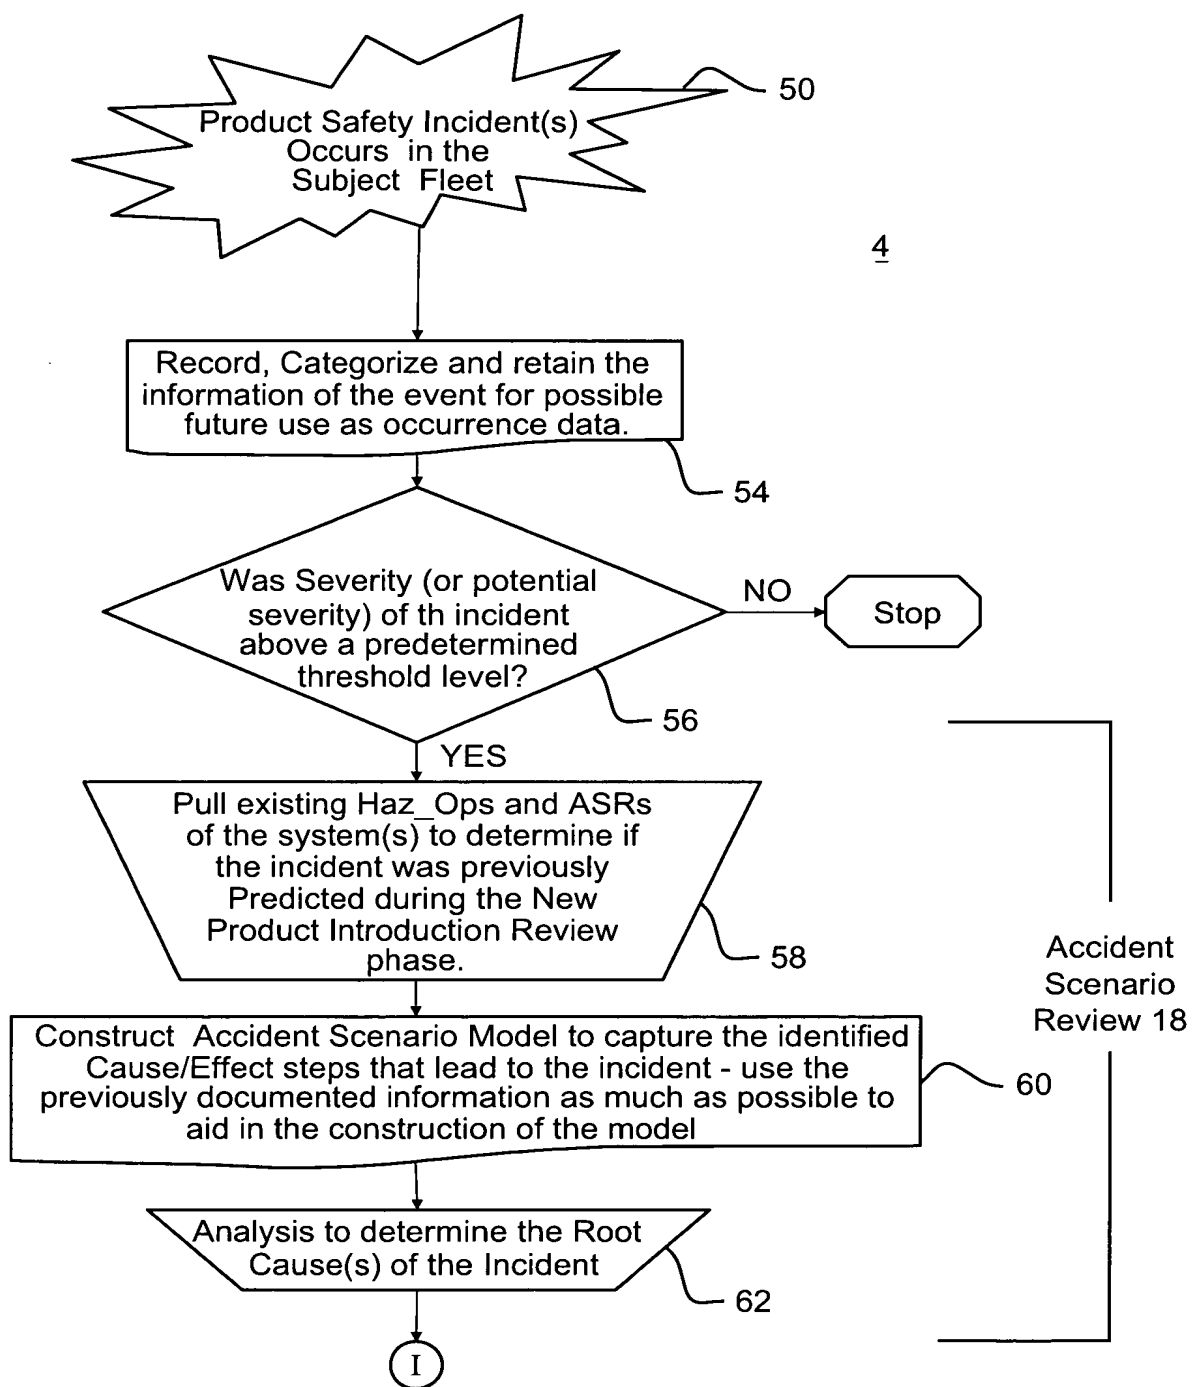 50
Product Safety Incident(s)
Occurs in the
Subject Fleet
4
Record, Categorize and retain the
information of the event for possible
future use as occurrence data.
54
Was Severity (or potential
severity) of th incident
above a predetermined
threshold level?
NO
Stop
56
YES
Pull existing Haz_Ops and ASRs
of the system(s) to determine if
the incident was previously
Predicted during the New
Product Introduction Review
phase.
58
Accident
Scenario
Review 18
Construct Accident Scenario Model to capture the identified
Cause/Effect steps that lead to the incident - use the
previously documented information as much as possible to
aid in the construction of the model
60
Analysis to determine the Root
Cause(s) of the Incident
62
I